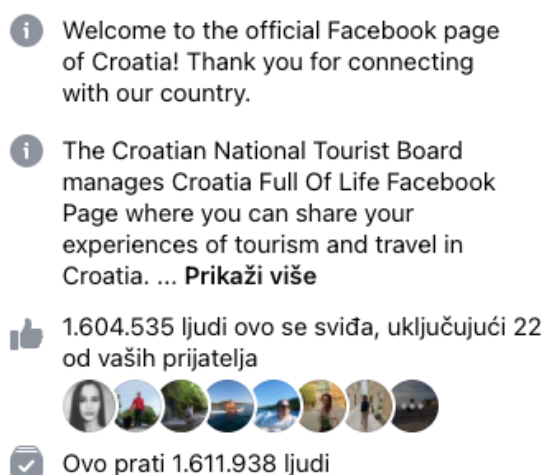 Welcome to the official Facebook page
of Croatia! Thank you for connecting
with our country.
The Croatian National Tourist Board
manages Croatia Full Of Life Facebook
Page where you can share your
experiences of tourism and travel in
Croatia. ... Prikaži više
1.604.535 ljudi ovo se sviđa, uključujući 22
od vaših prijatelja
Ovo prati 1.611.938 ljudi